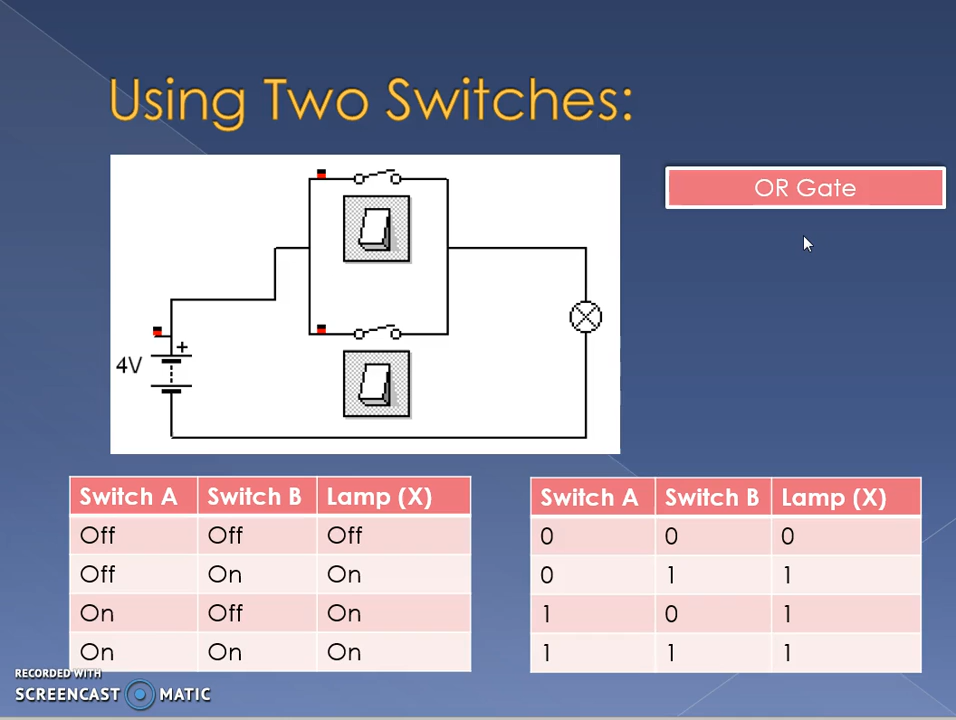 Using Two Switches:
OR Gate
+
4V
Switch A Switch B Lamp (X)
Off Off Off
Off On On
On Off On
On On On
Switch A Switch B Lamp (X)
0 0 0
0 1 1
1 0 1
1 1 1
RECORDED WITH
SCREENCAST MATIC